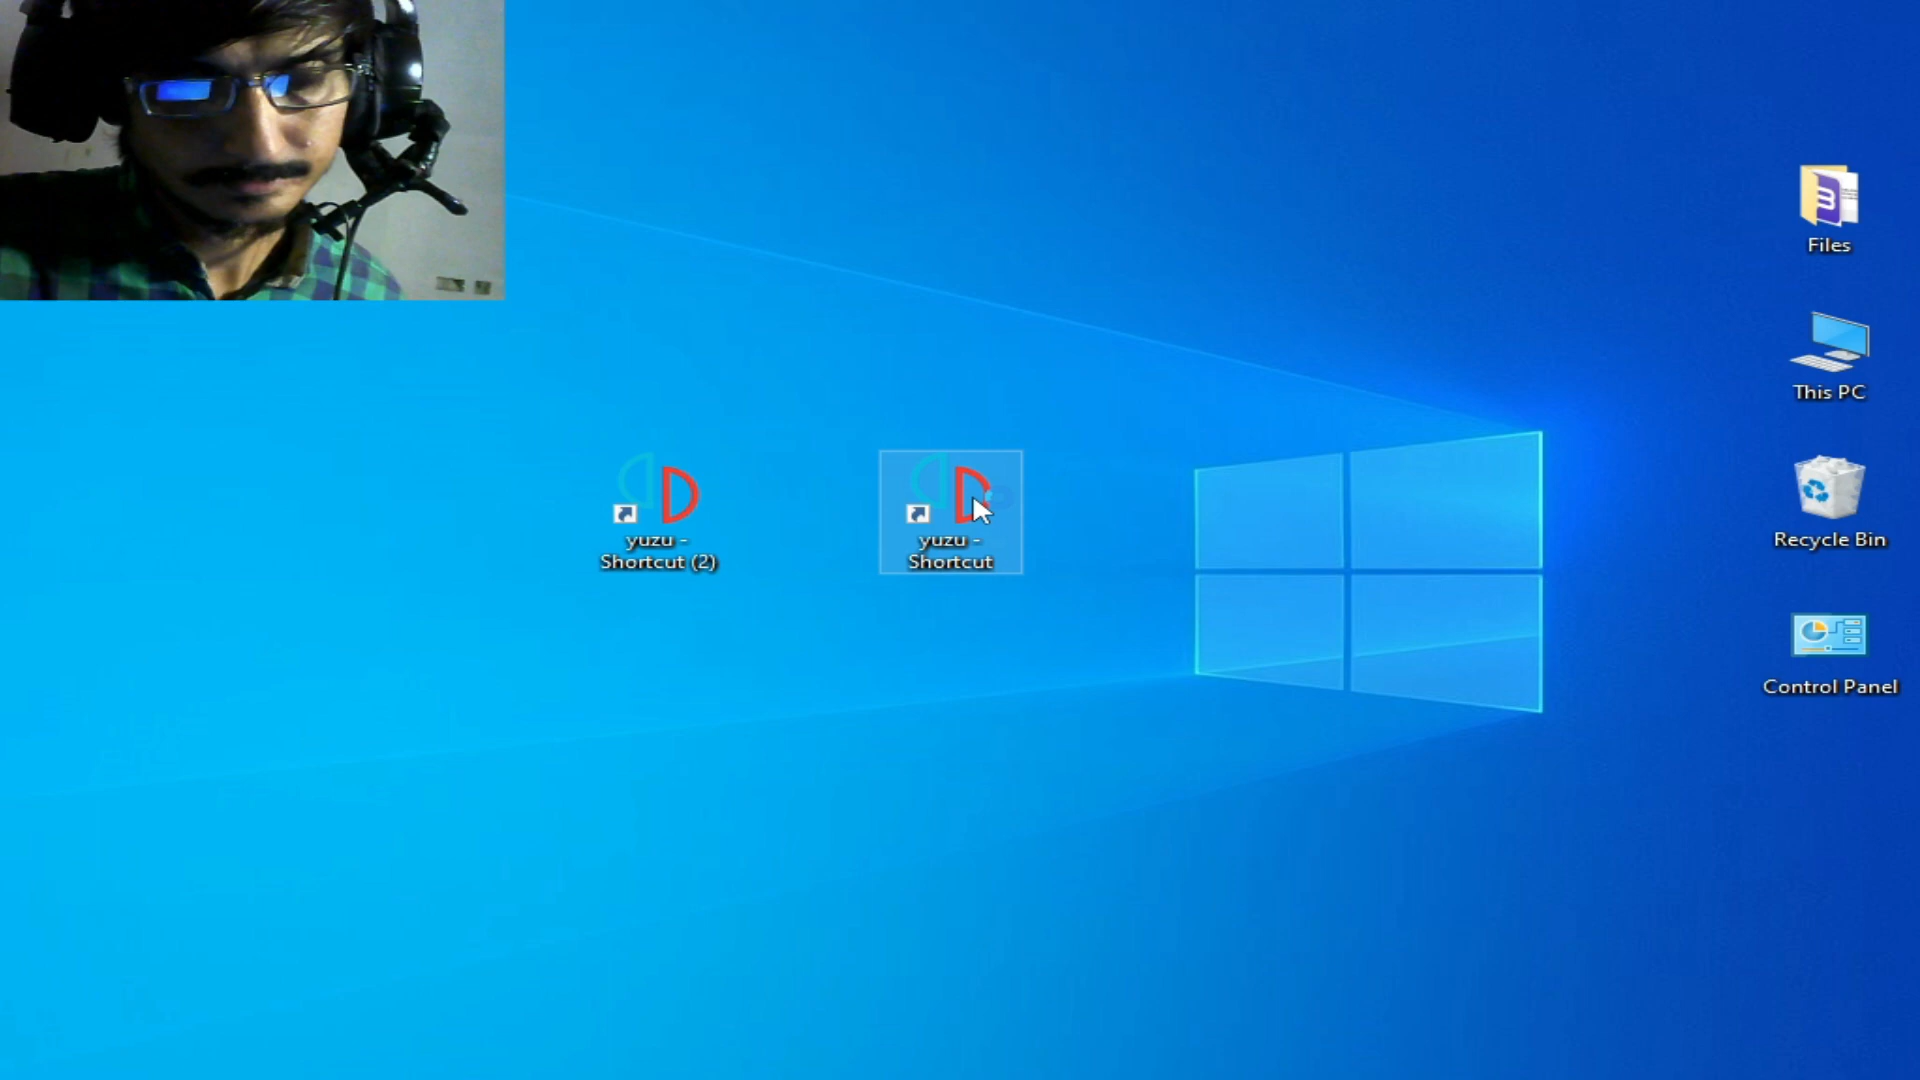 Files
This PC
yuzu -
Shortcut (2)
yuzu -
Shortcut
Recycle Bin
Control Panel